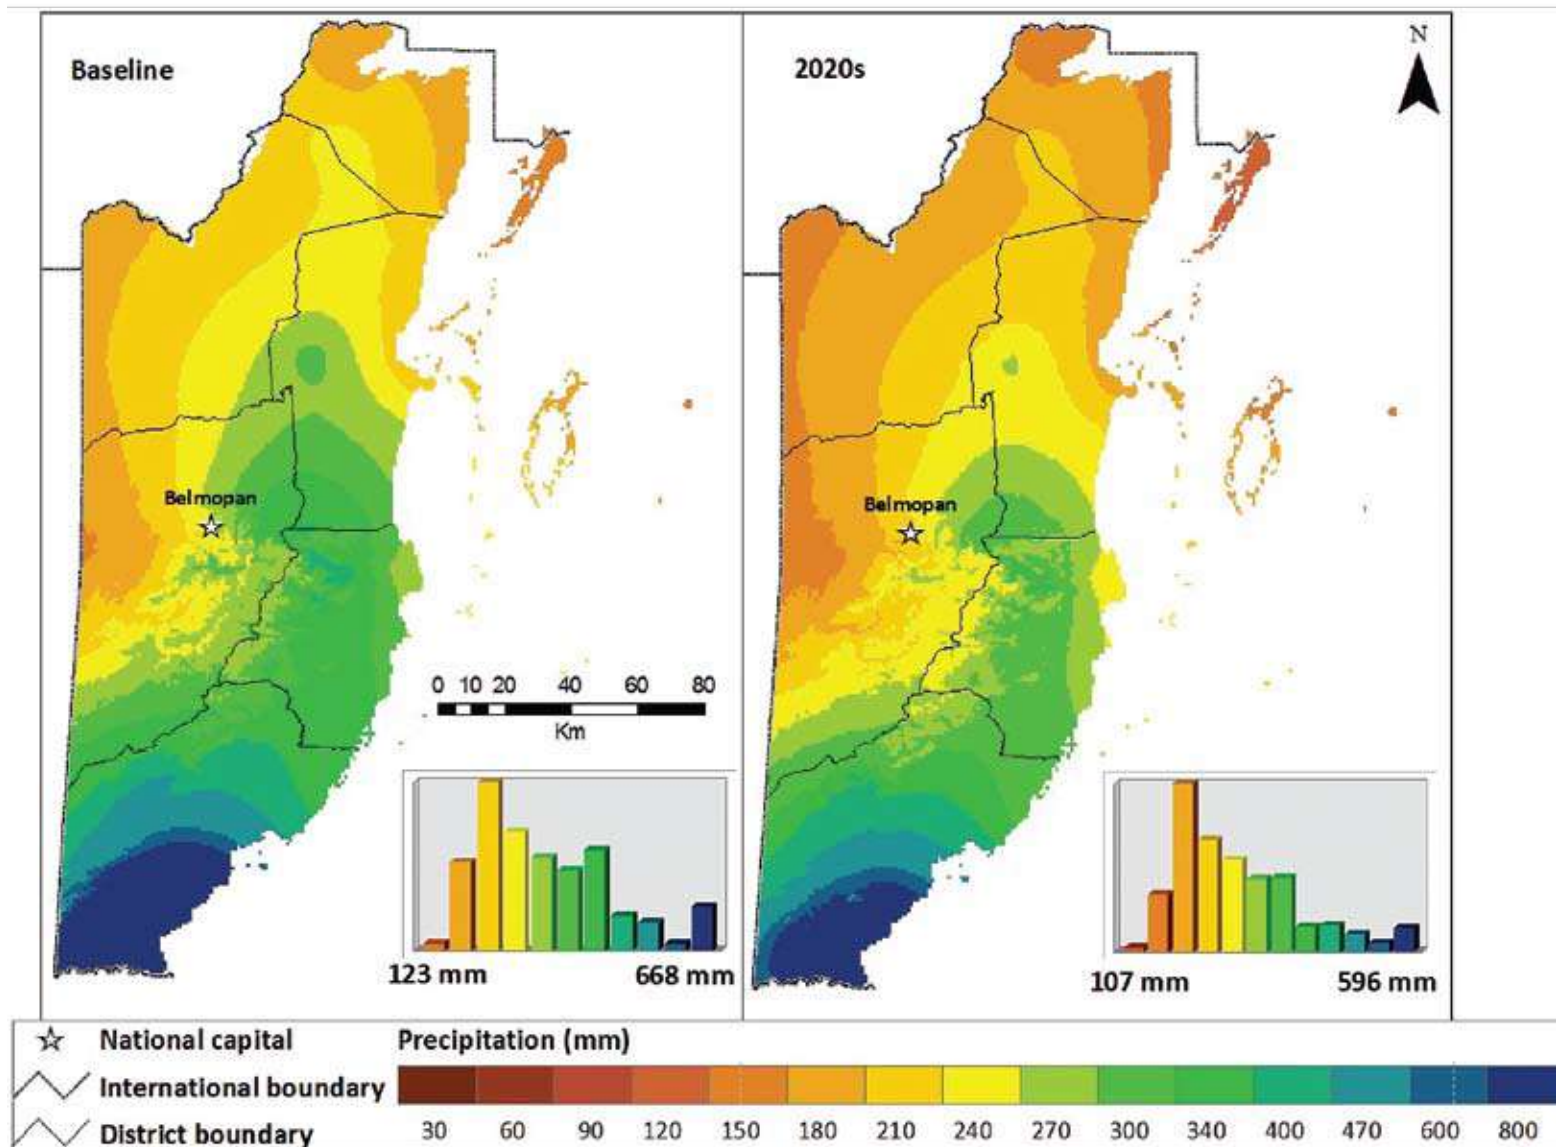 Baseline
2020s
N
Belmopan
Belmopan
0 10 20 40 60 80
Km
123 mm 668 mm
107 mm 596 mm
National capital
Precipitation (mm)
International boundary
District boundary
30 60 90 120 150 180 210 240 270 300 340 400 470 600 800